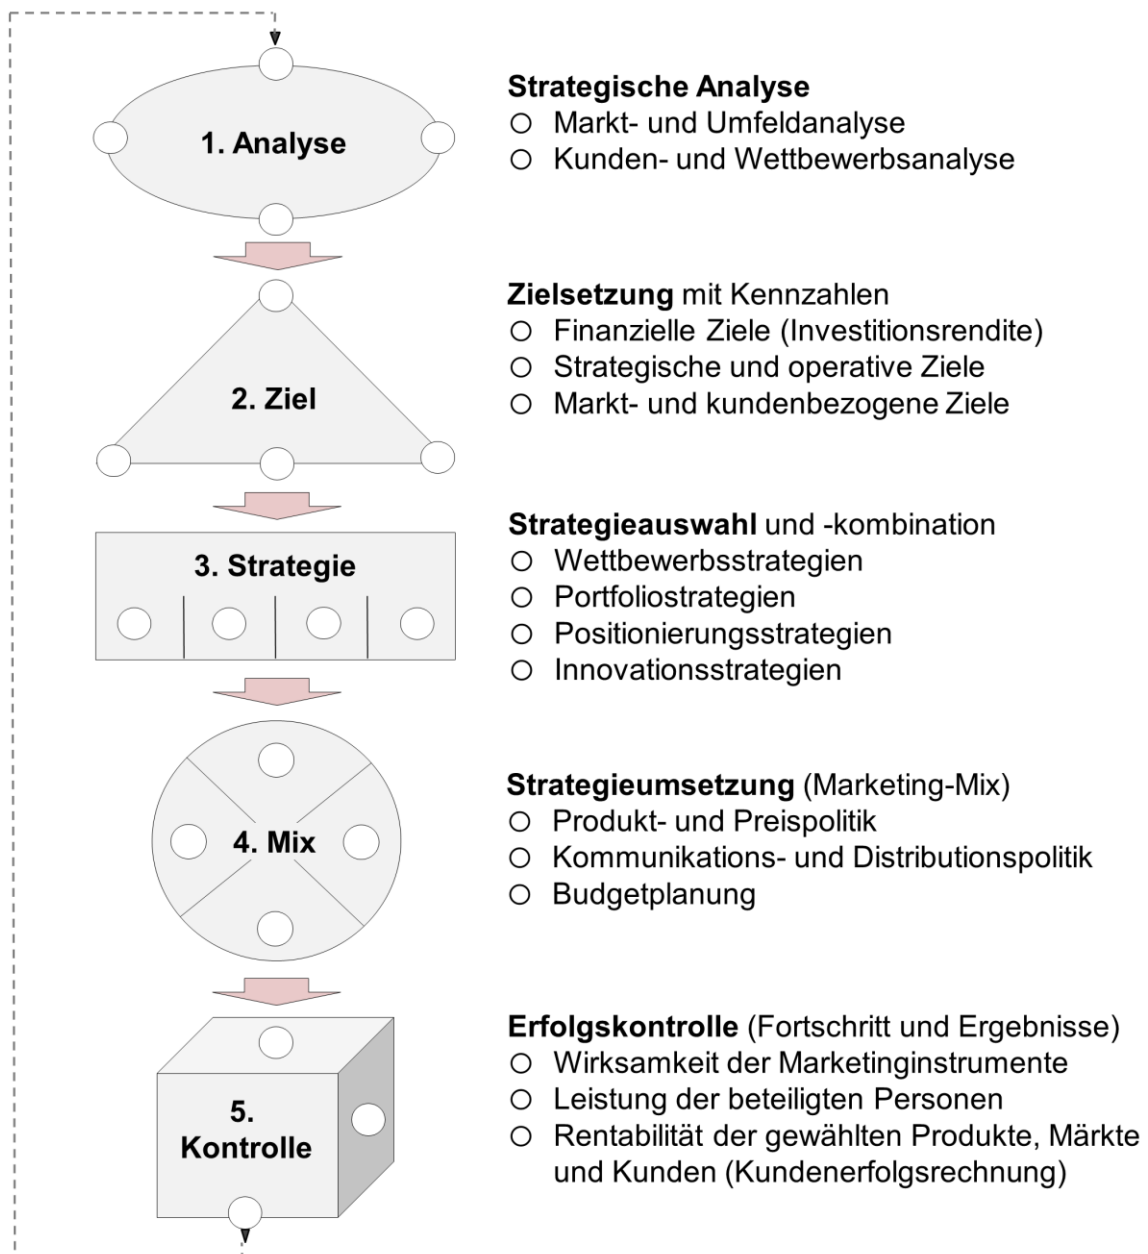 1. Analyse
Strategische Analyse
○ Markt- und Umfeldanalyse
○ Kunden- und Wettbewerbsanalyse
2. Ziel
Zielsetzung mit Kennzahlen
○ Finanzielle Ziele (Investitionsrendite)
○ Strategische und operative Ziele
○ Markt- und kundenbezogene Ziele
3. Strategie
Strategieauswahl und -kombination
○ Wettbewerbsstrategien
○ Portfoliostrategien
○ Positionierungsstrategien
○ Innovationsstrategien
4. Mix
Strategieumsetzung (Marketing-Mix)
○ Produkt- und Preispolitik
○ Kommunikations- und Distributionspolitik
○ Budgetplanung
5.
Kontrolle
Erfolgskontrolle (Fortschritt und Ergebnisse)
○ Wirksamkeit der Marketinginstrumente
○ Leistung der beteiligten Personen
○ Rentabilität der gewählten Produkte, Märkte
und Kunden (Kundenerfolgsrechnung)